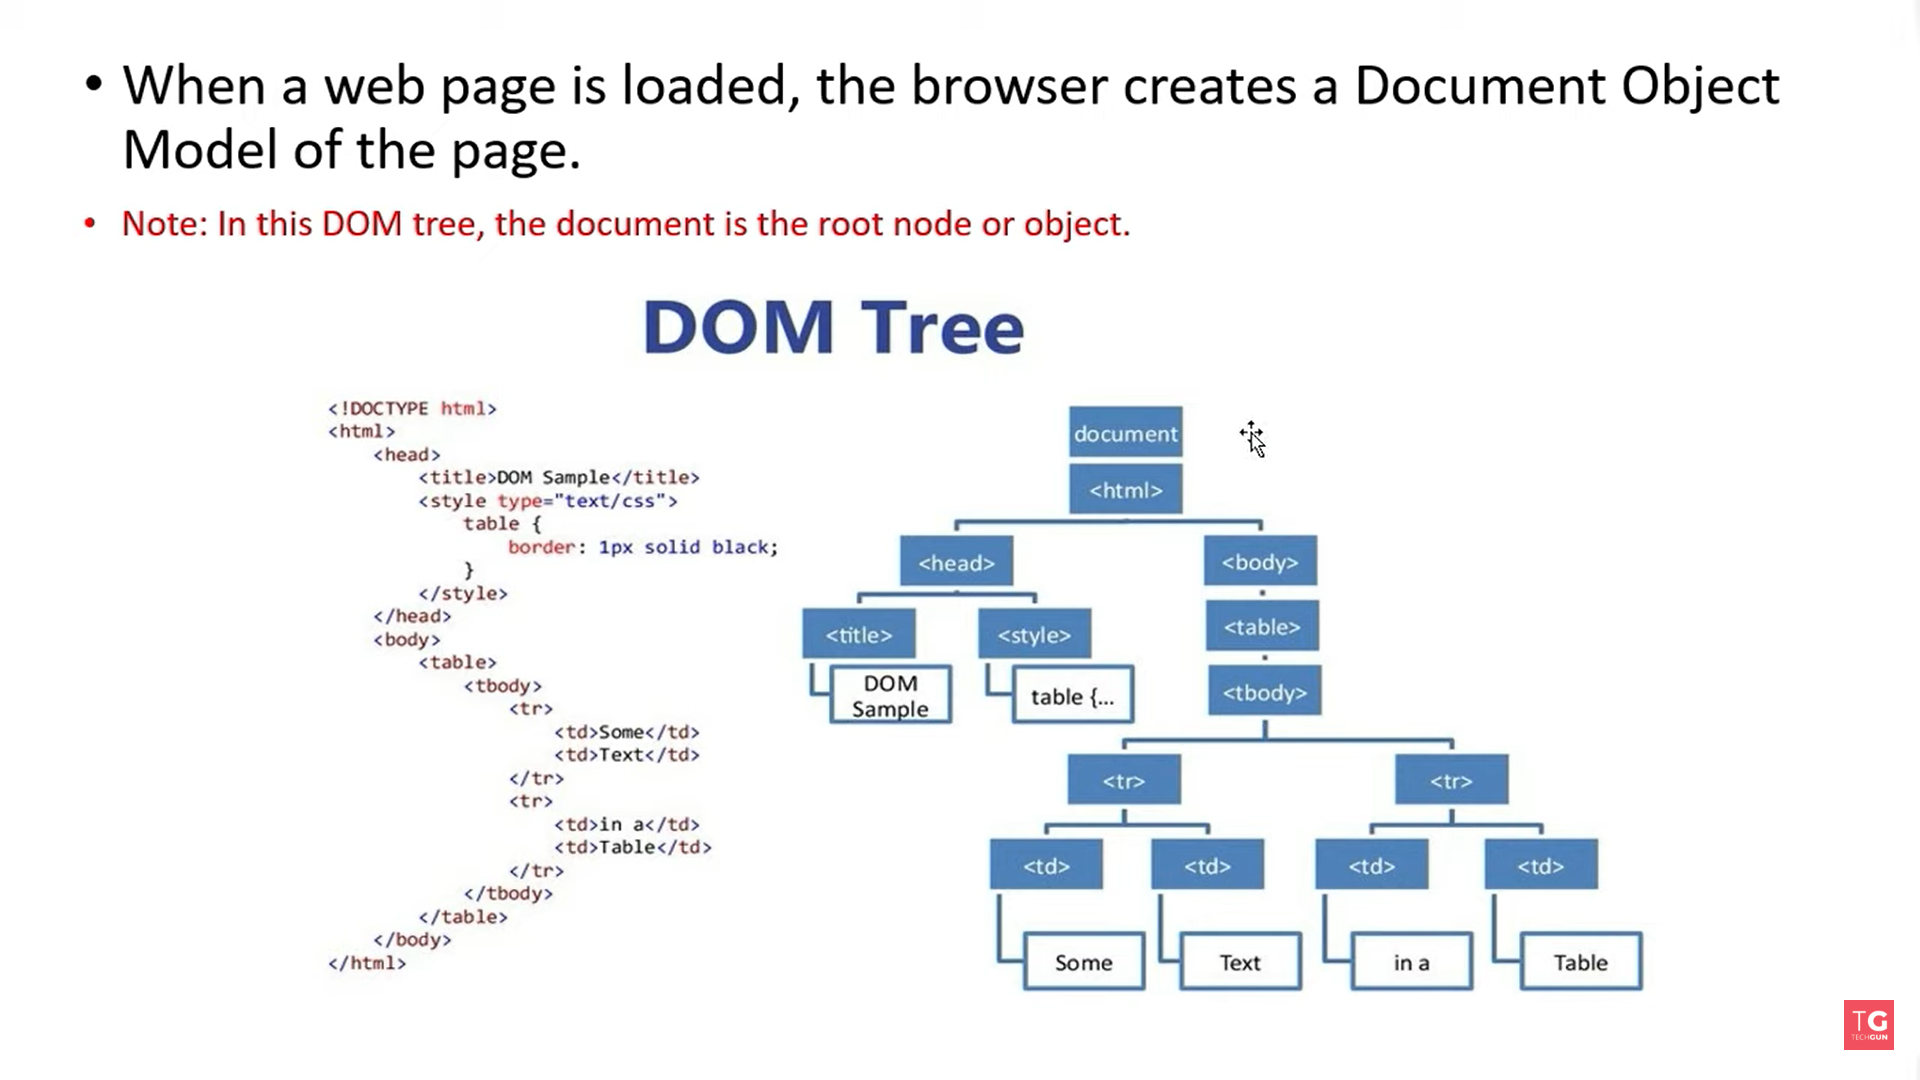 • When a web page is loaded, the browser creates a Document Object
Model of the page.
• Note: In this DOM tree, the document is the root node or object.
DOM Tree
<!DOCTYPE html>
<html>
<head>
<title>DOM Sample</title>
<style type="text/css">
table {
border: 1px solid black;
}
</style>
</head>
<body>
<table>
<tbody>
<tr>
<td>Some</td>
<td>Text</td>
</tr>
<tr>
<td>in a</td>
<td>Table</td>
</tr>
</tbody>
</table>
</body>
</html>
document
<html>
<head> <body>
<title> <style> <table>
DOM
Sample
table {...
<tbody>
<tr> <tr>
<td> <td> <td> <td>
Some Text in a Table
TG
TECHGUN